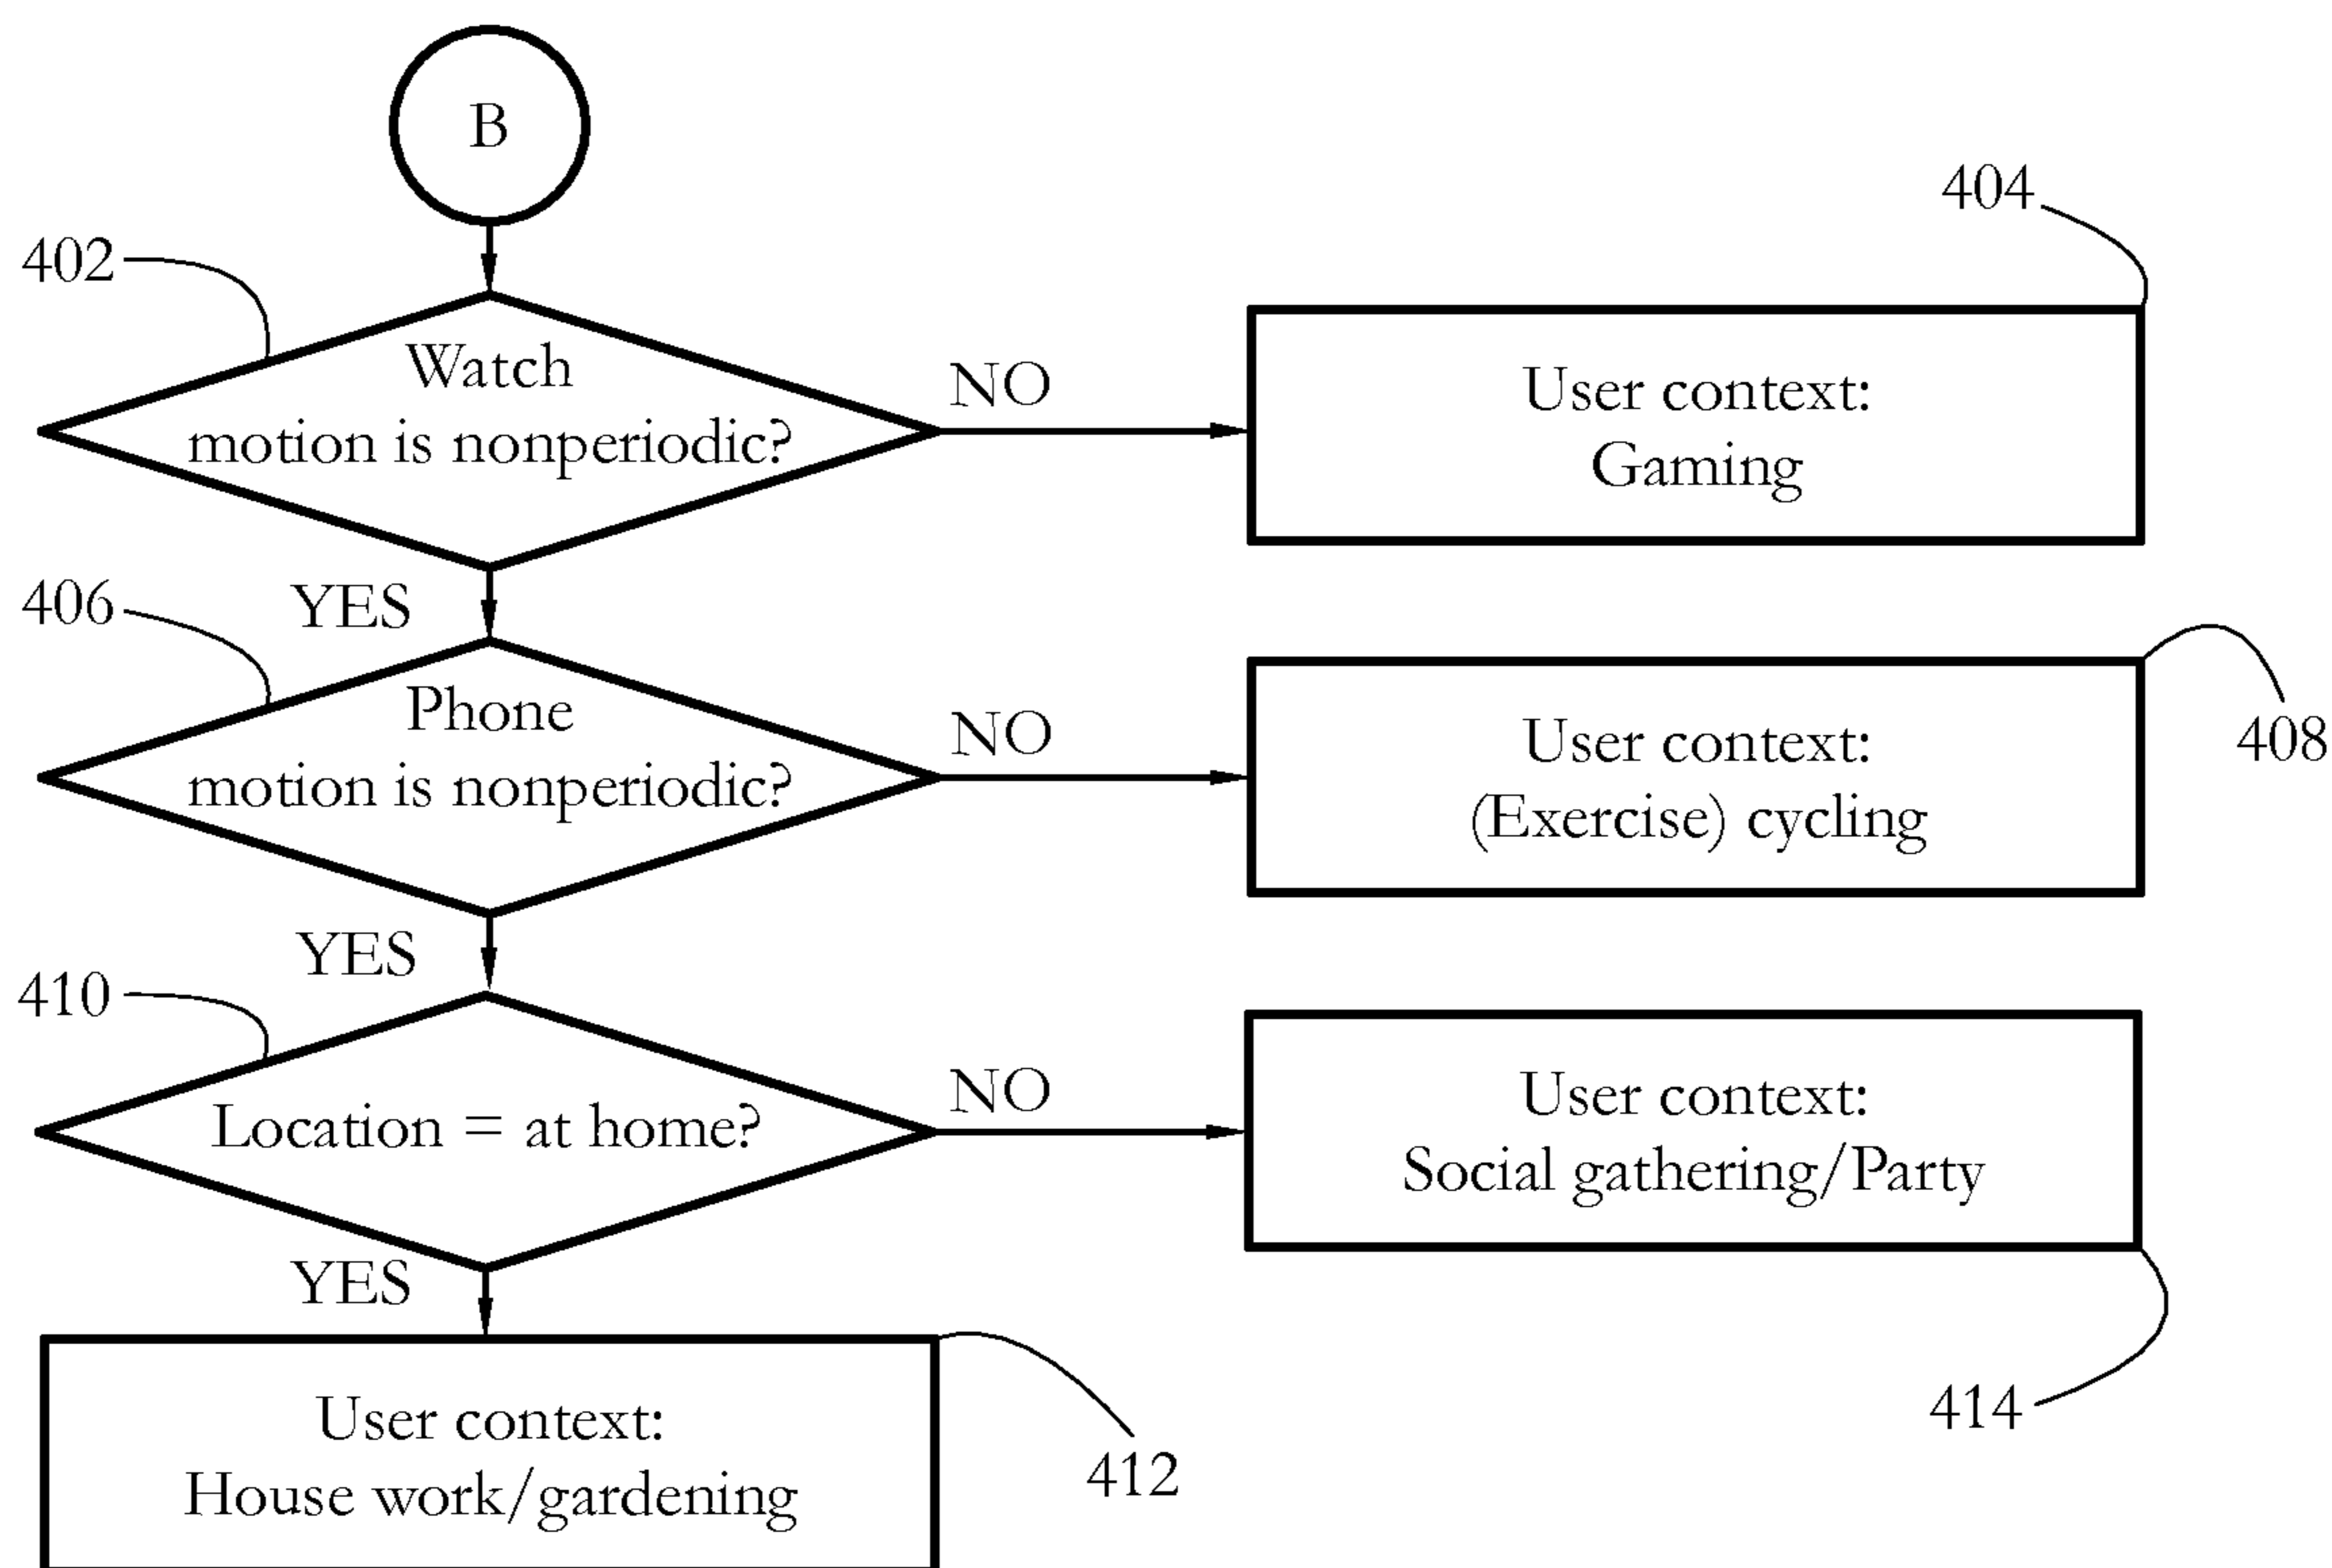 B
404
402
Watch
motion is nonperiodic?
NO
User context:
Gaming
YES
406
Phone
motion is nonperiodic?
NO
User context:
(Exercise) cycling
408
YES
410
Location = at home?
NO
User context:
Social gathering/Party
YES
414
User context:
House work/gardening
412